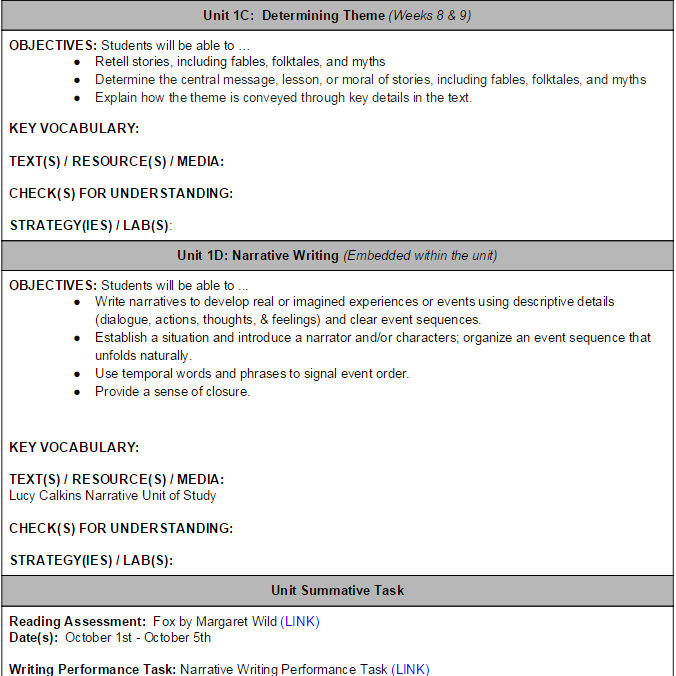 Unit 1C:  Determining Theme (Weeks 8 & 9)
OBJECTIVES: Students will be able to …
● Retell stories, including fables, folktales, and myths
● Determine the central message, lesson, or moral of stories, including fables, folktales, and myths
● Explain how the theme is conveyed through key details in the text.
KEY VOCABULARY:
TEXT(S) / RESOURCE(S) / MEDIA:
CHECK(S) FOR UNDERSTANDING:
STRATEGY(IES) / LAB(S):
Unit 1D: Narrative Writing (Embedded within the unit)
OBJECTIVES: Students will be able to ...
● Write narratives to develop real or imagined experiences or events using descriptive details
(dialogue, actions, thoughts, & feelings) and clear event sequences.
● Establish a situation and introduce a narrator and/or characters; organize an event sequence that
unfolds naturally.
● Use temporal words and phrases to signal event order.
● Provide a sense of closure.
KEY VOCABULARY:
TEXT(S) / RESOURCE(S) / MEDIA:
Lucy Calkins Narrative Unit of Study
CHECK(S) FOR UNDERSTANDING:
STRATEGY(IES) / LAB(S):
Unit Summative Task
Reading Assessment:  Fox by Margaret Wild (LINK)
Date(s):  October 1st - October 5th
Writing Performance Task: Narrative Writing Performance Task (LINK)